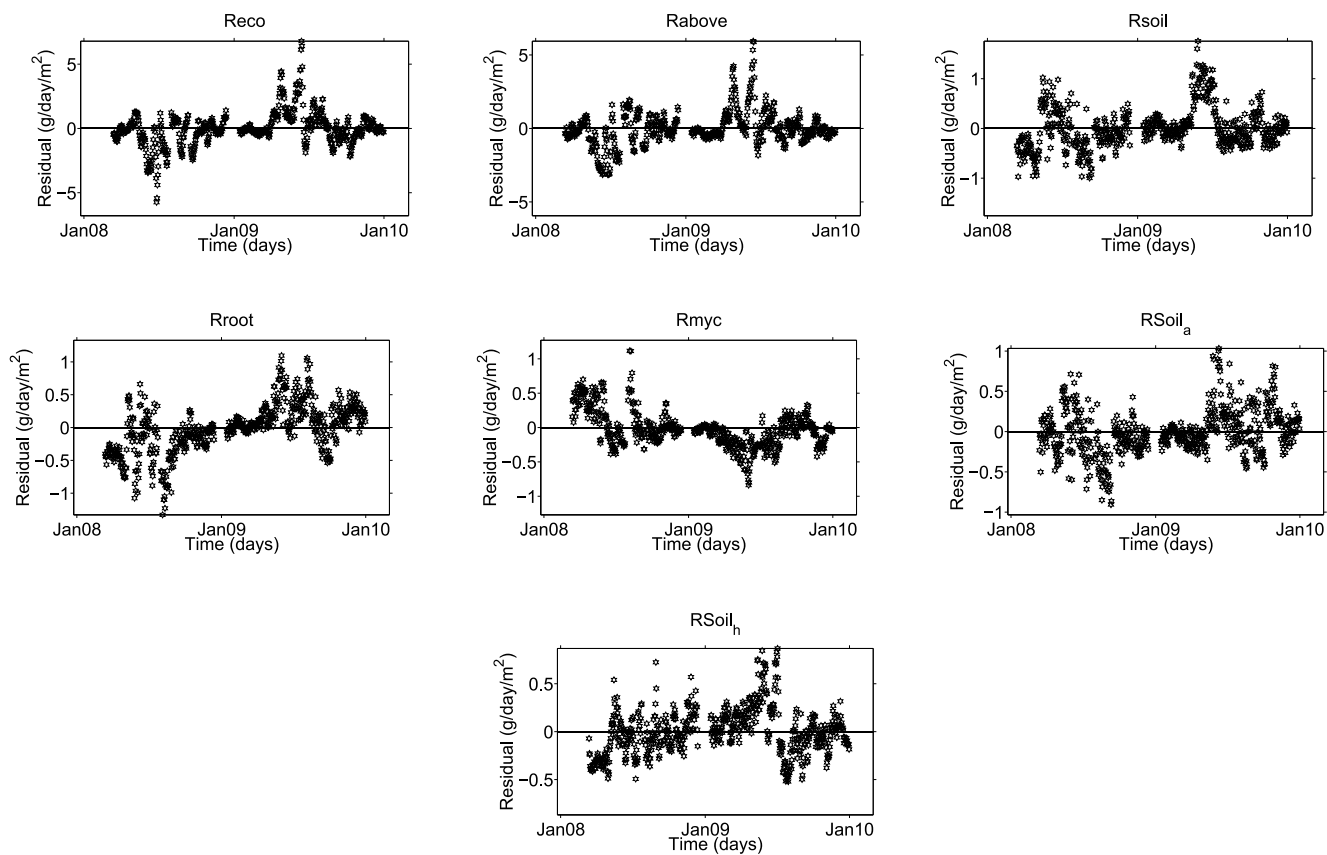 Reco
Residual (g/day/m²)
5
0
−5
Jan08
Jan09
Jan10
Time (days)
Rabove
Residual (g/day/m²)
5
0
−5
Jan08
Jan09
Jan10
Time (days)
Rsoil
Residual (g/day/m²)
1
0
−1
Jan08
Jan09
Jan10
Time (days)
Rroot
Residual (g/day/m²)
1
0.5
0
−0.5
−1
Jan08
Jan09
Jan10
Time (days)
Rmyc
Residual (g/day/m²)
1
0.5
0
−0.5
−1
Jan08
Jan09
Jan10
Time (days)
RSoil_a
Residual (g/day/m²)
1
0.5
0
−0.5
−1
Jan08
Jan09
Jan10
Time (days)
RSoil_h
Residual (g/day/m²)
0.5
0
−0.5
Jan08
Jan09
Jan10
Time (days)